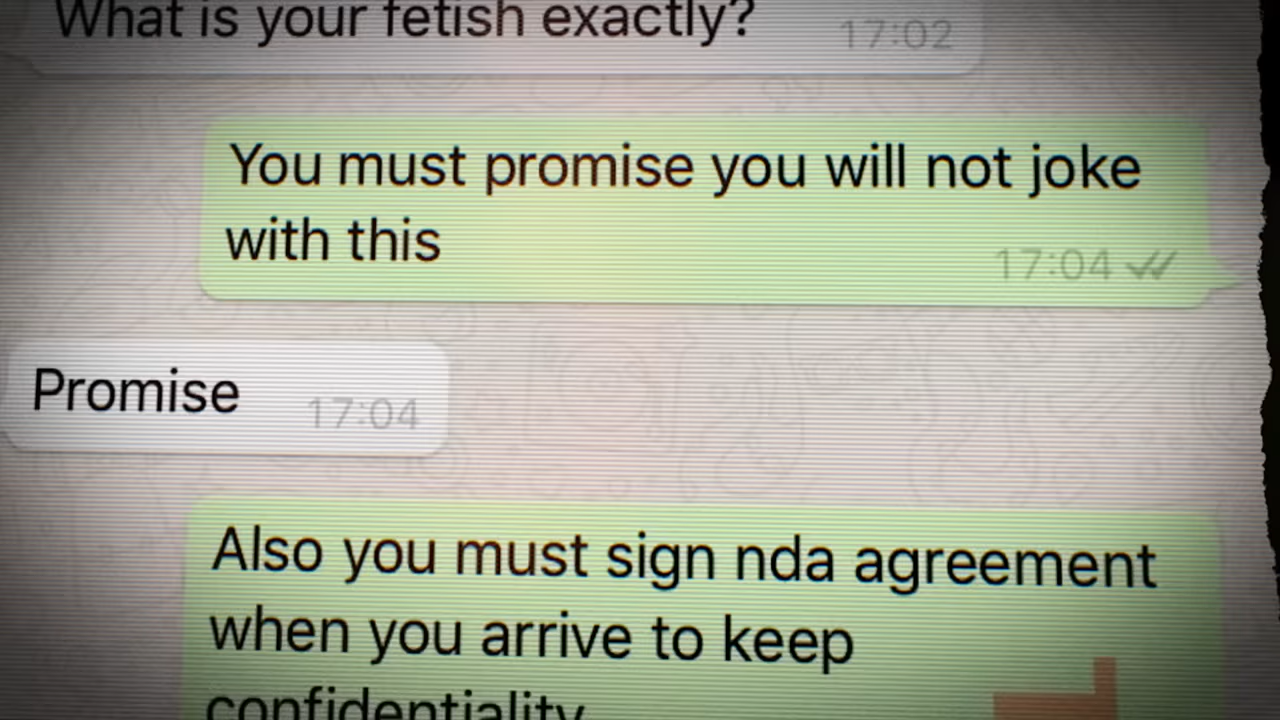 What is your fetish exactly?
17:02
You must promise you will not joke
with this
17:04
Promise
17:04
Also you must sign nda agreement
when you arrive to keep
confidentiality